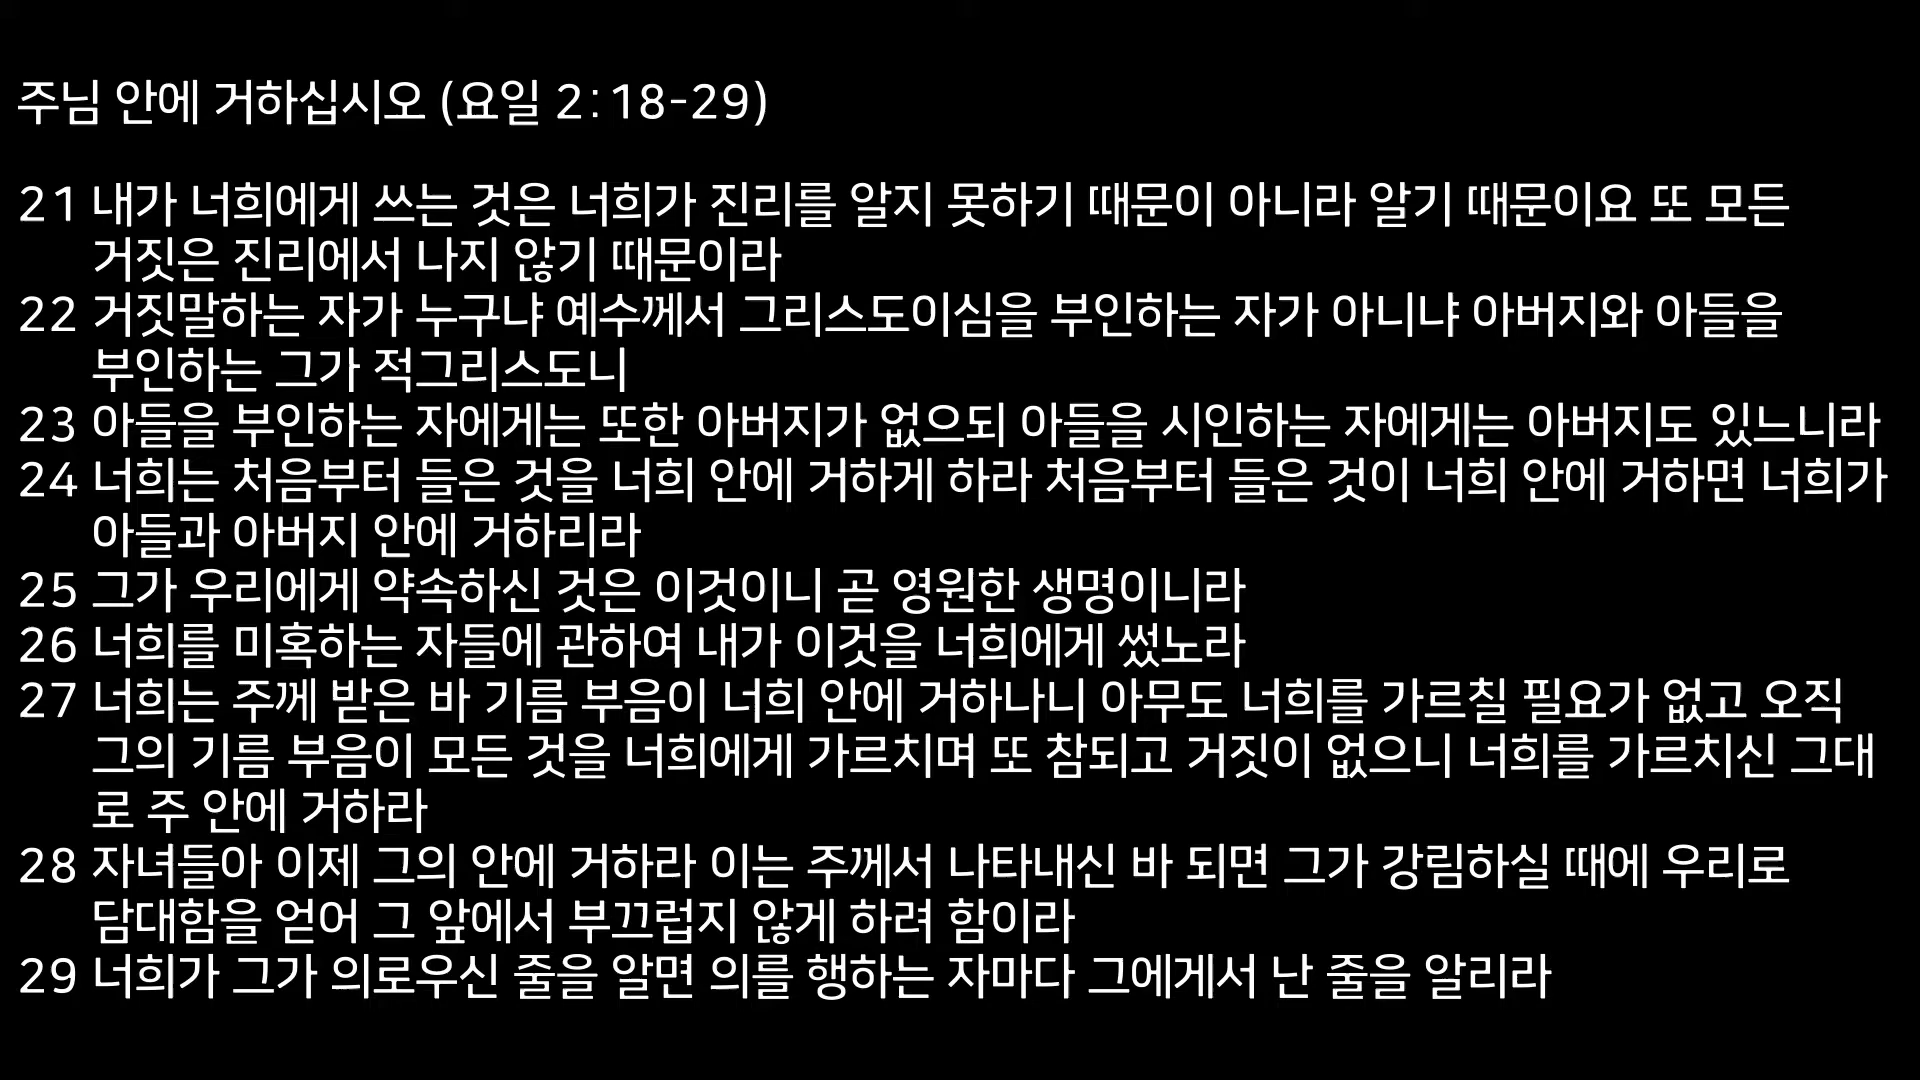 주님 안에 거하십시오 (요일 2:18-29)
21 내가 너희에게 쓰는 것은 너희가 진리를 알지 못하기 때문이 아니라 알기 때문이요 또 모든
거짓은 진리에서 나지 않기 때문이라
22 거짓말하는 자가 누구냐 예수께서 그리스도이심을 부인하는 자가 아니냐 아버지와 아들을
부인하는 그가 적그리스도니
23 아들을 부인하는 자에게는 또한 아버지가 없으되 아들을 시인하는 자에게는 아버지도 있느니라
24 너희는 처음부터 들은 것을 너희 안에 거하게 하라 처음부터 들은 것이 너희 안에 거하면 너희가
아들과 아버지 안에 거하리라
25 그가 우리에게 약속하신 것은 이것이니 곧 영원한 생명이니라
26 너희를 미혹하는 자들에 관하여 내가 이것을 너희에게 썼노라
27 너희는 주께 받은 바 기름 부음이 너희 안에 거하나니 아무도 너희를 가르칠 필요가 없고 오직
그의 기름 부음이 모든 것을 너희에게 가르치며 또 참되고 거짓이 없으니 너희를 가르치신 그대
로 주 안에 거하라
28 자녀들아 이제 그의 안에 거하라 이는 주께서 나타내신 바 되면 그가 강림하실 때에 우리로
담대함을 얻어 그 앞에서 부끄럽지 않게 하려 함이라
29 너희가 그가 의로우신 줄을 알면 의를 행하는 자마다 그에게서 난 줄을 알리라